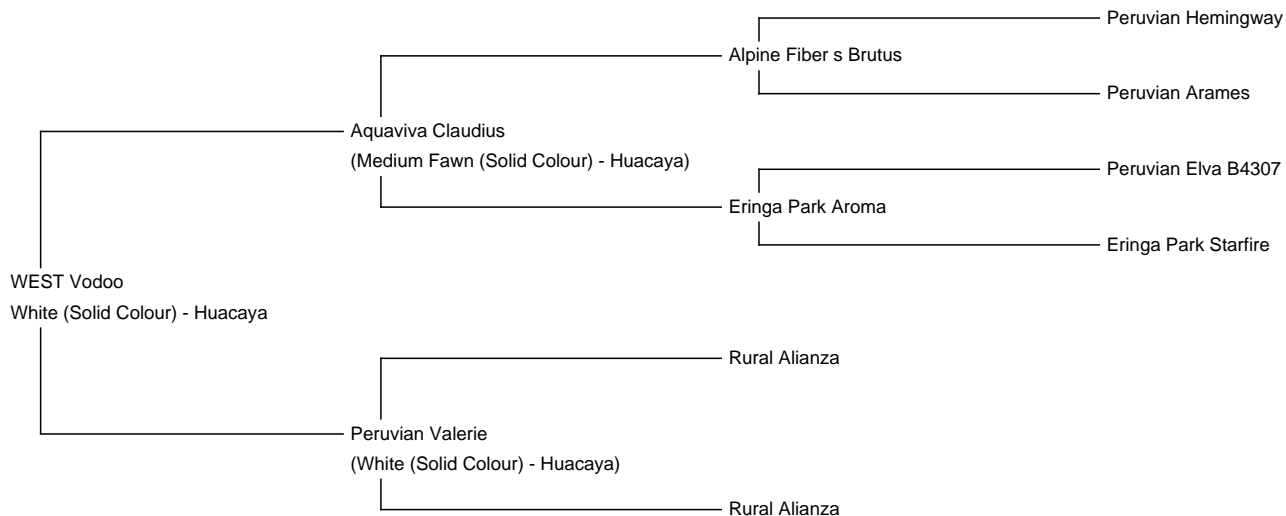 Peruvian Hemingway
Alpine Fiber s Brutus
Peruvian Arames
Aquaviva Claudius
(Medium Fawn (Solid Colour) - Huacaya)
Peruvian Elva B4307
Eringa Park Aroma
Eringa Park Starfire
WEST Vodoo
White (Solid Colour) - Huacaya
Rural Alianza
Peruvian Valerie
(White (Solid Colour) - Huacaya)
Rural Alianza